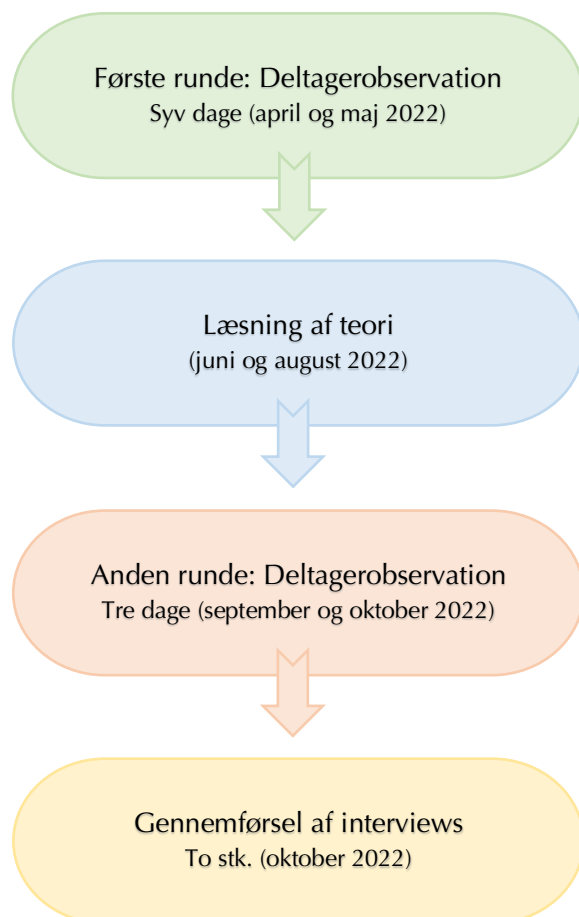 Første runde: Deltagerobservation
Syv dage (april og maj 2022)
Læsning af teori
(juni og august 2022)
Anden runde: Deltagerobservation
Tre dage (september og oktober 2022)
Gennemførsel af interviews
To stk. (oktober 2022)